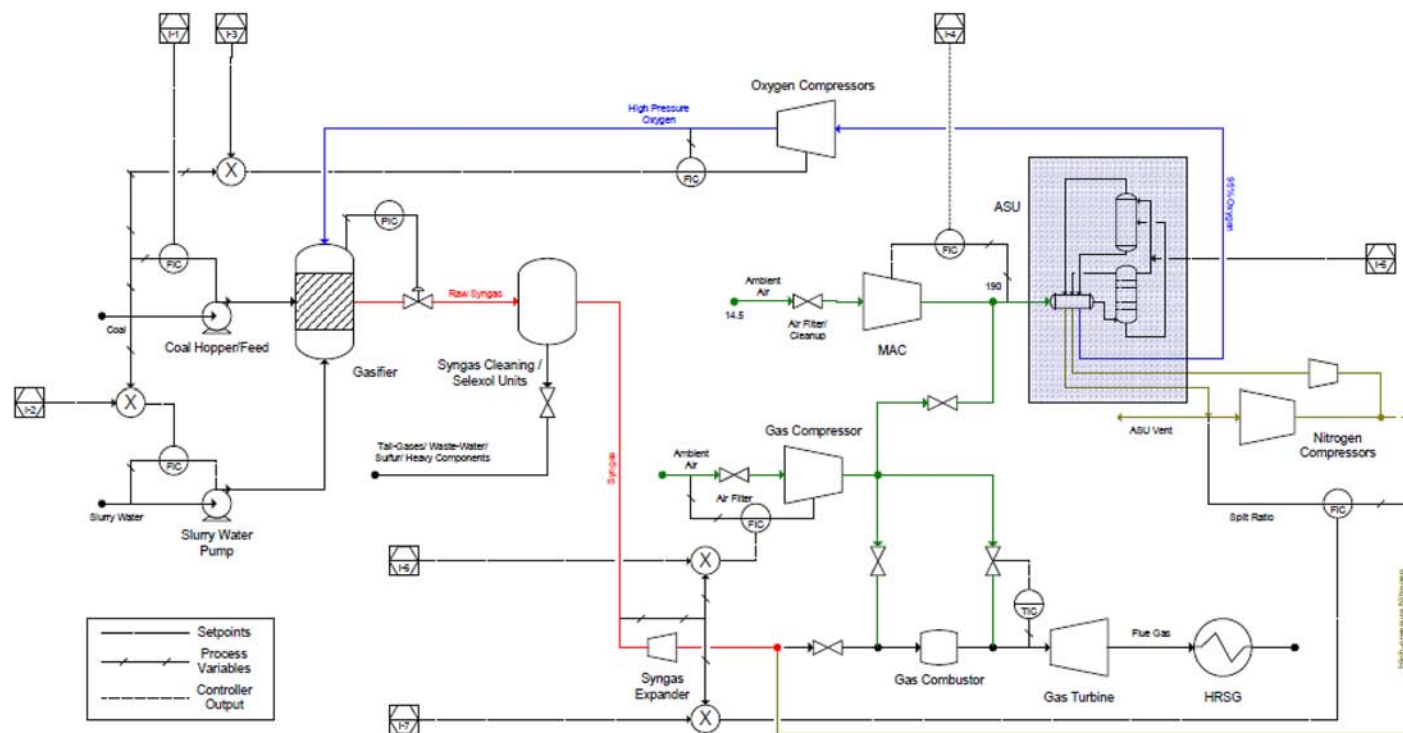 I-1
I-3
I-4
Oxygen Compressors
High Pressure
Oxygen
X
FIC
ASU
95% Oxygen
PIC
FIC
FIC
MAC
Ambient
Air
14.5
Air Filter/
Cleanup
190
Raw Syngas
Coal
Coal Hopper/Feed
Gasifier
Syngas Cleaning /
Selexol Units
I-2
X
FIC
Slurry Water
Slurry Water
Pump
Tail-Gases/ Waste-Water/
Sulfur/ Heavy Components
Syngas
Gas Compressor
Ambient
Air
Air Filter
FIC
ASU Vent
Nitrogen
Compressors
Split Ratio
FIC
X
TIC
Setpoints
Process
Variables
Controller
Output
Syngas
Expander
Gas Combustor
Gas Turbine
Flue Gas
HRSG
High-pressure Nitrogen
I-7
X